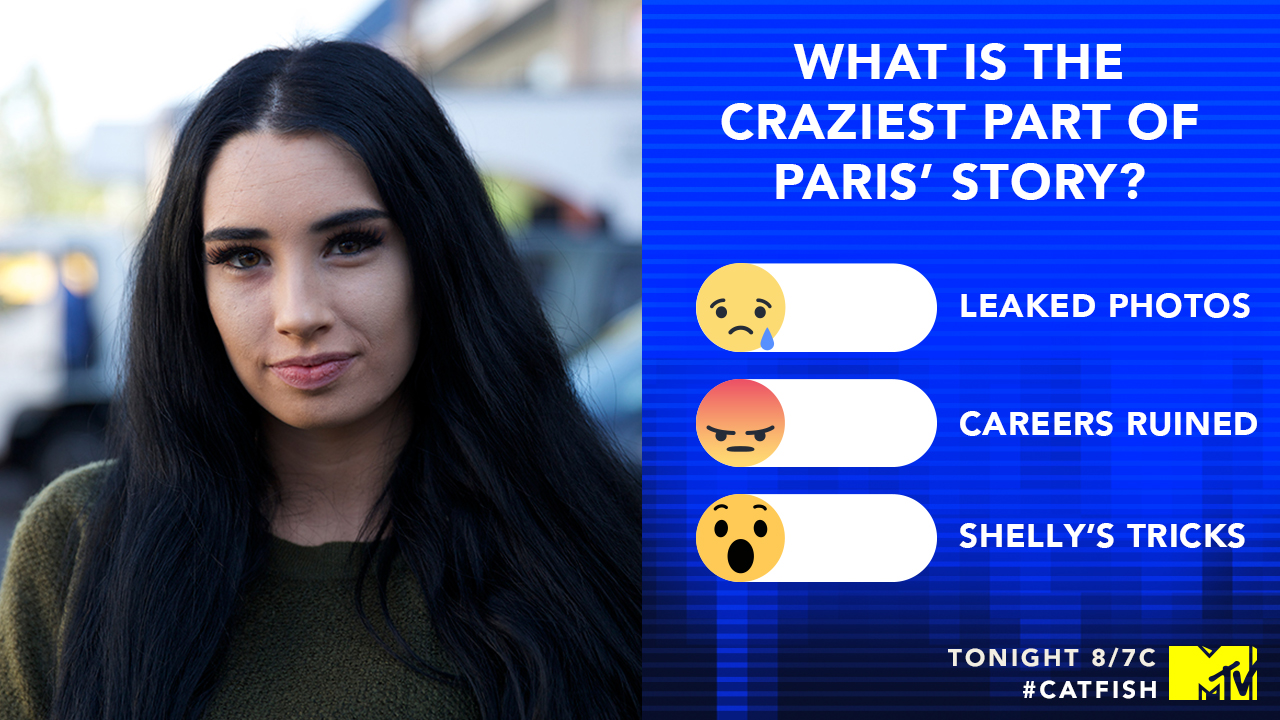 WHAT IS THE
CRAZIEST PART OF
PARIS’ STORY?
LEAKED PHOTOS
CAREERS RUINED
SHELLY’S TRICKS
TONIGHT 8/7C
#CATFISH
MTV